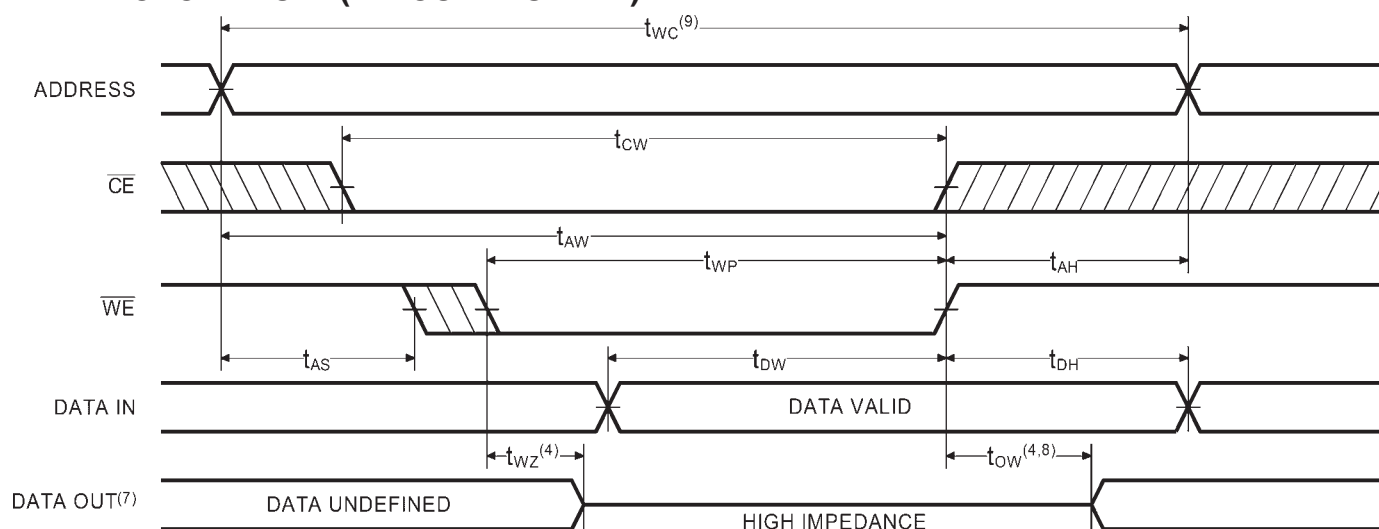 tWC(9)
ADDRESS
tCW
CE
tAW
tWP
tAH
WE
tAS
tDW
tDH
DATA IN
DATA VALID
tWZ(4)
tOW(4,8)
DATA OUT(7)
DATA UNDEFINED
HIGH IMPEDANCE